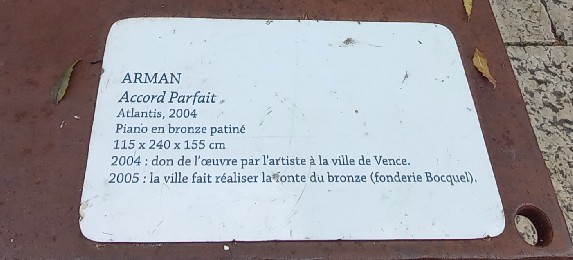 ARMAN
Accord Parfait
Atlantis, 2004
Piano en bronze patiné
115 x 240 x 155 cm
2004 : don de l'œuvre par l'artiste à la ville de Vence.
2005 : la ville fait réaliser la fonte du bronze (fonderie Bocquel).